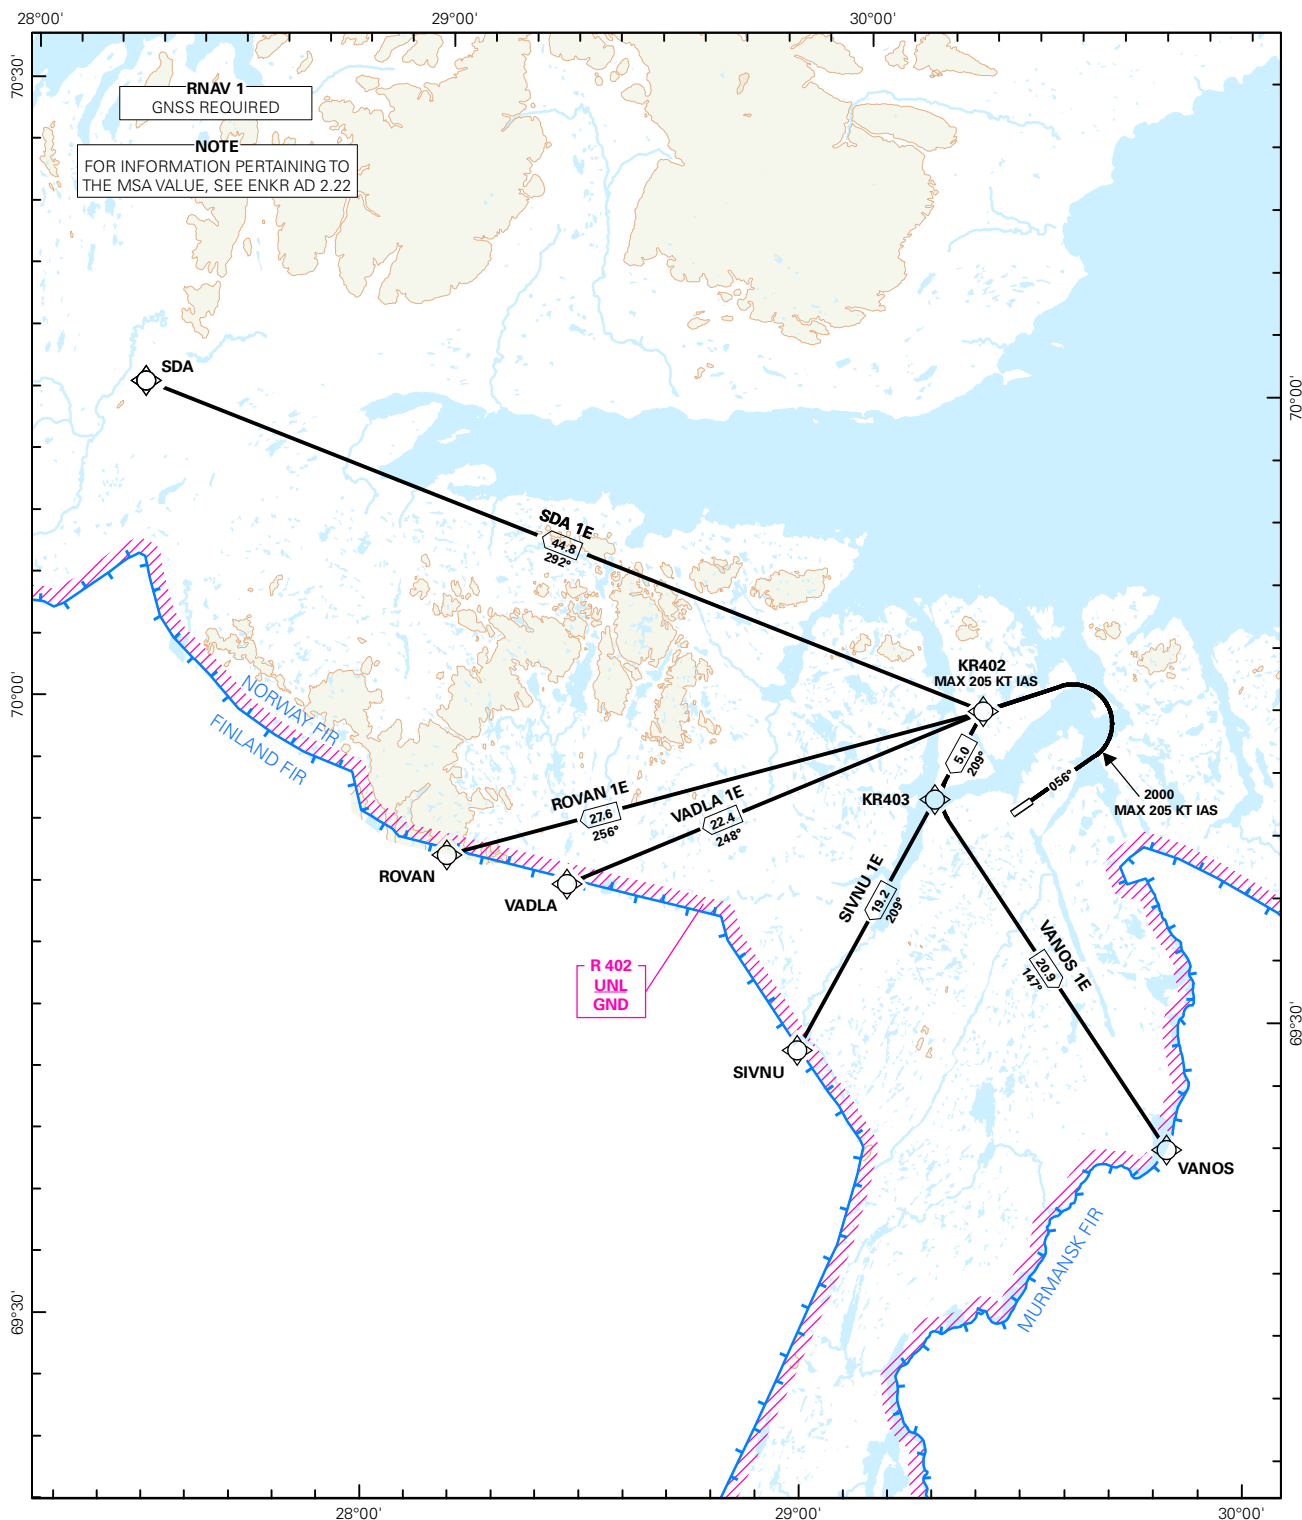 28°00'
29°00'
30°00'
70°30'
RNAV 1
GNSS REQUIRED
NOTE
FOR INFORMATION PERTAINING TO
THE MSA VALUE, SEE ENKR AD 2.22
SDA
70°00'
SDA 1E
44.8
292°
KR402
MAX 205 KT IAS
70°00'
NORWAY FIR
FINLAND FIR
5.0
209°
056°
2000
MAX 205 KT IAS
KR403
ROVAN 1E
27.6
256°
VADLA 1E
22.4
248°
ROVAN
VADLA
SIVNU 1E
19.2
209°
VANOS 1E
20.9
147°
R 402
UNL
GND
69°30'
SIVNU
VANOS
MURMANSK FIR
69°30'
28°00'
29°00'
30°00'